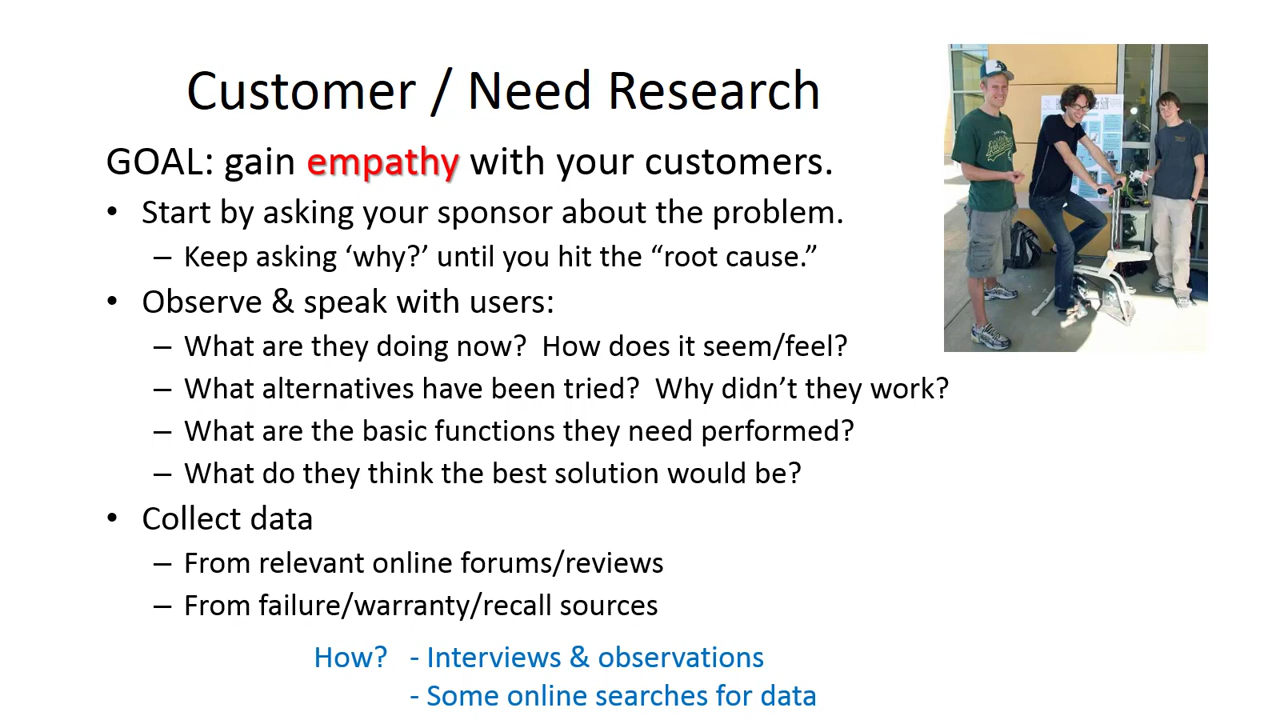 Customer / Need Research
GOAL: gain empathy with your customers.
• Start by asking your sponsor about the problem.
– Keep asking ‘why?’ until you hit the “root cause.”
• Observe & speak with users:
– What are they doing now?  How does it seem/feel?
– What alternatives have been tried?  Why didn’t they work?
– What are the basic functions they need performed?
– What do they think the best solution would be?
• Collect data
– From relevant online forums/reviews
– From failure/warranty/recall sources
How? - Interviews & observations
- Some online searches for data